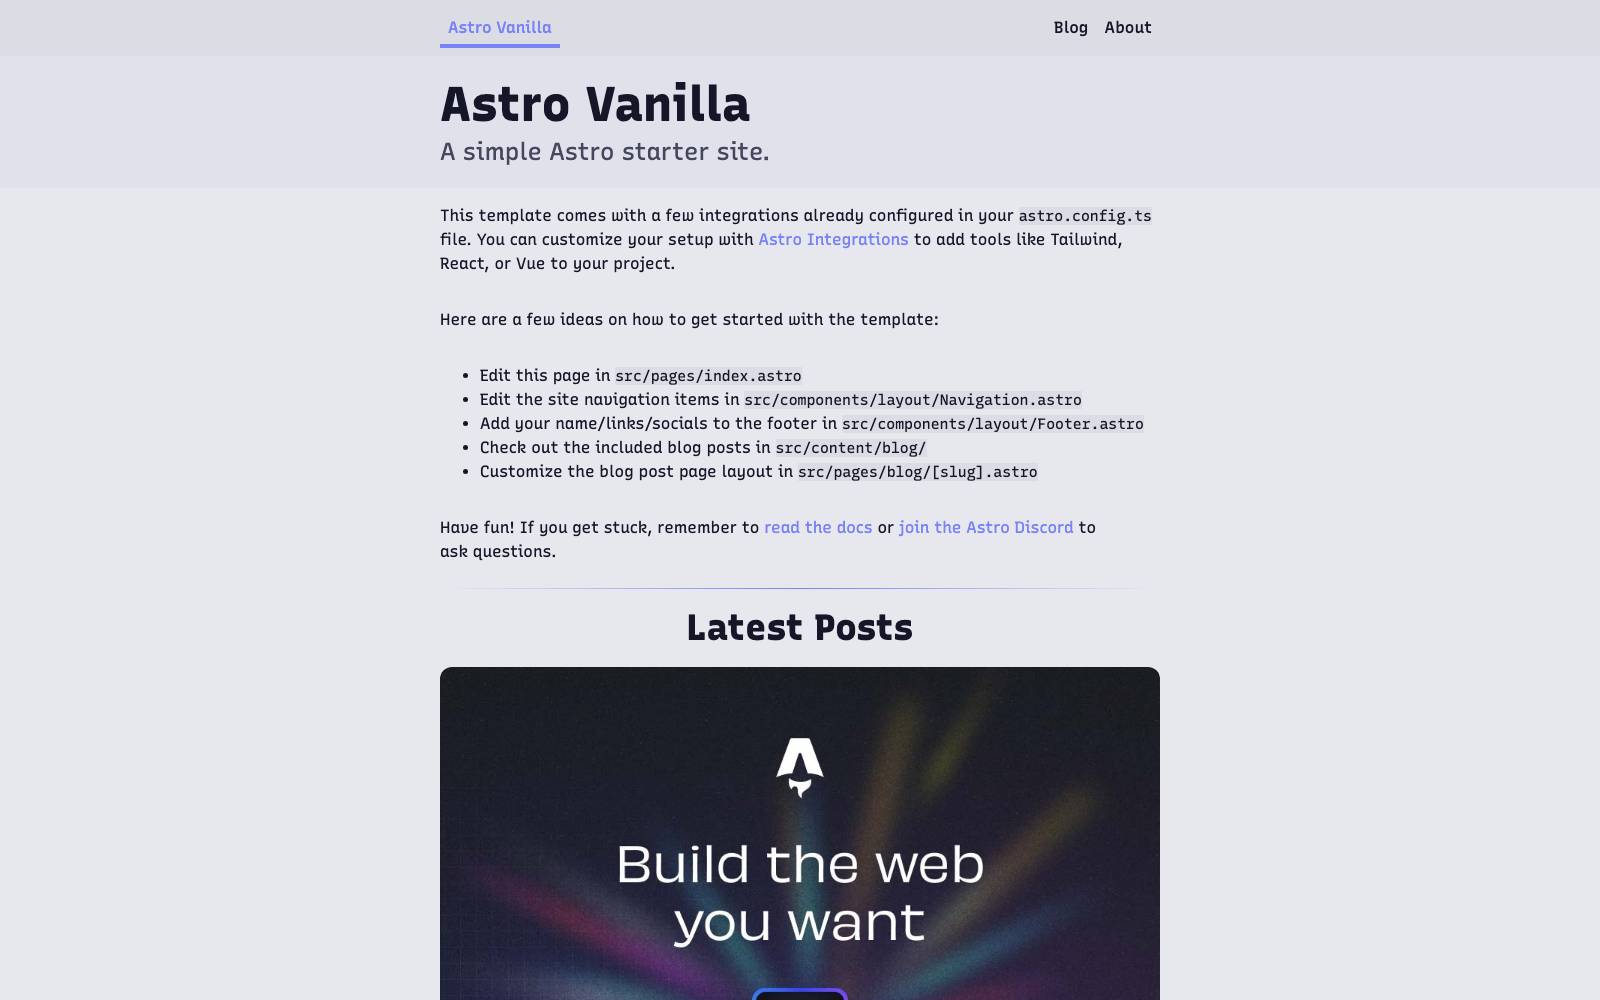 Astro Vanilla
Blog About
Astro Vanilla
A simple Astro starter site.
This template comes with a few integrations already configured in your astro.config.ts
file. You can customize your setup with Astro Integrations to add tools like Tailwind,
React, or Vue to your project.
Here are a few ideas on how to get started with the template:
• Edit this page in src/pages/index.astro
• Edit the site navigation items in src/components/layout/Navigation.astro
• Add your name/links/socials to the footer in src/components/layout/Footer.astro
• Check out the included blog posts in src/content/blog/
• Customize the blog post page layout in src/pages/blog/[slug].astro
Have fun! If you get stuck, remember to read the docs or join the Astro Discord to
ask questions.
Latest Posts
Build the web
you want